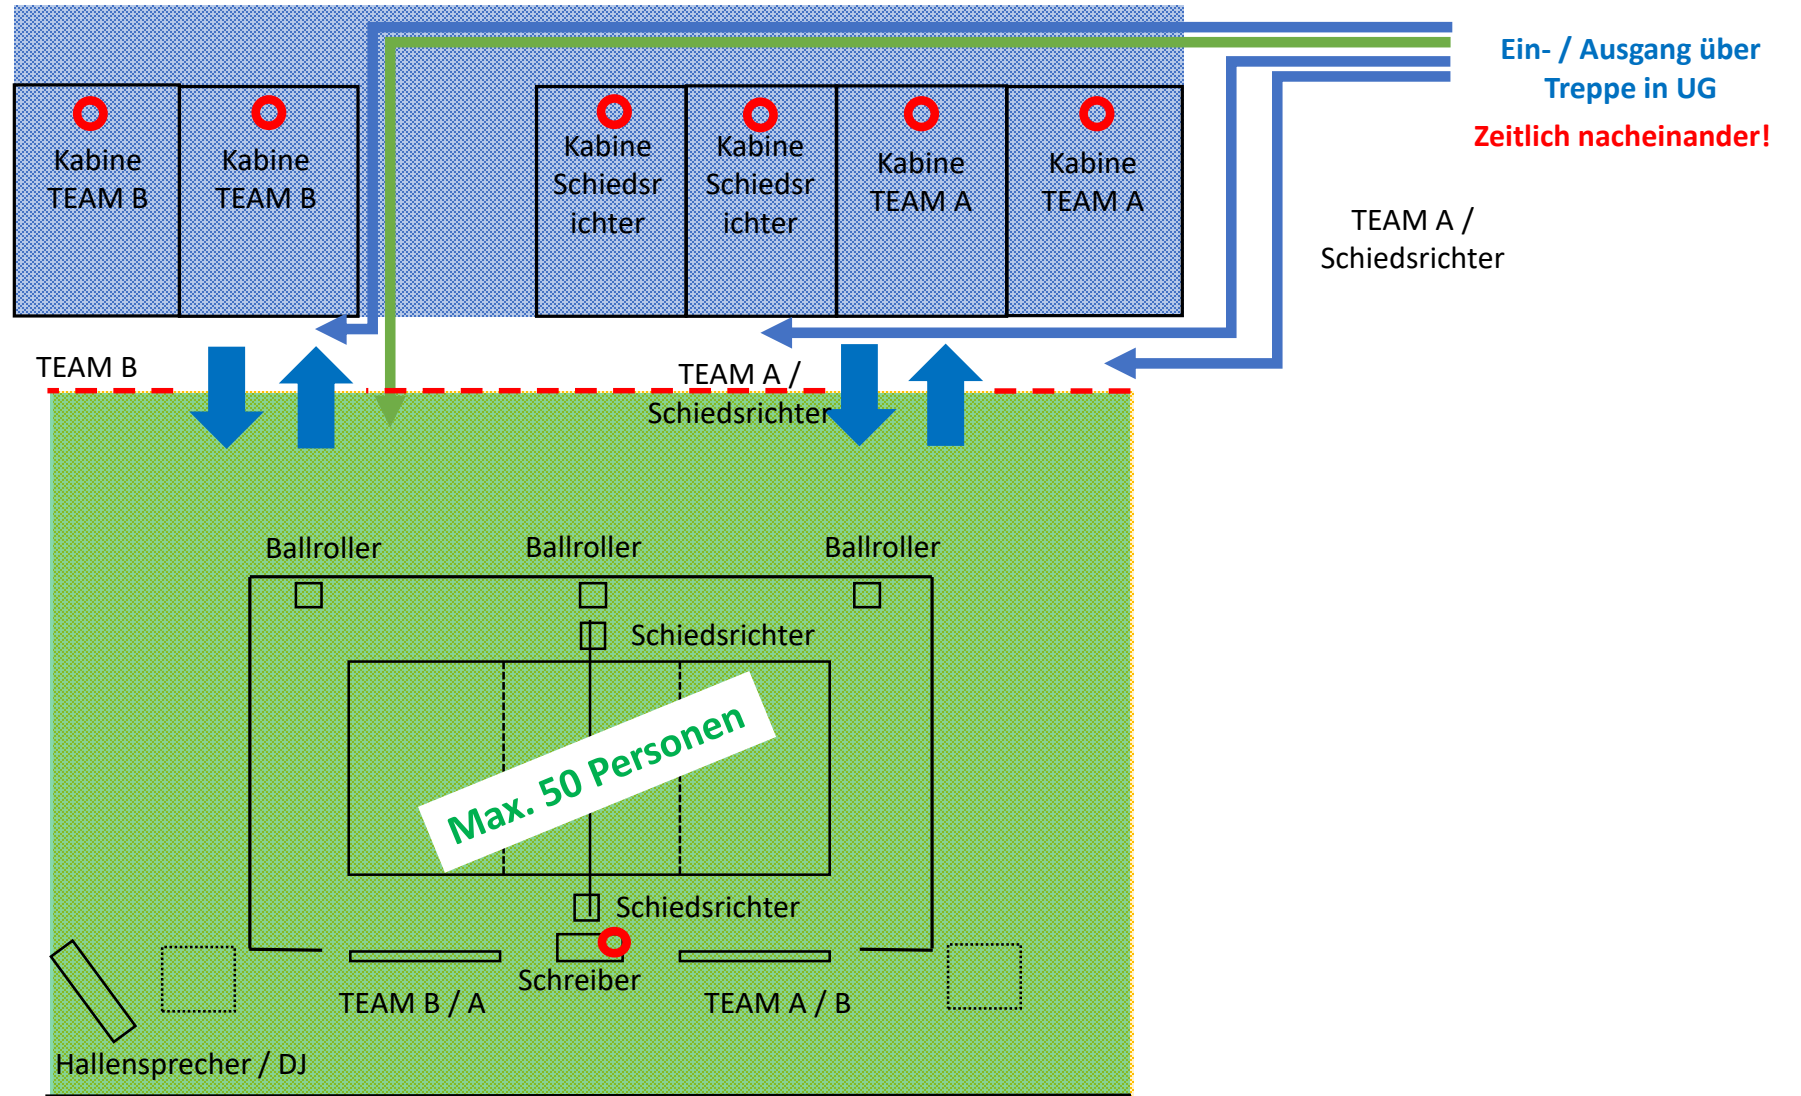 Ein- / Ausgang über
Treppe in UG
Zeitlich nacheinander!
Kabine
TEAM B
Kabine
TEAM B
Kabine
Schiedsr
ichter
Kabine
Schiedsr
ichter
Kabine
TEAM A
Kabine
TEAM A
TEAM A /
Schiedsrichter
TEAM B
TEAM A /
Schiedsrichter
Ballroller
Ballroller
Ballroller
Schiedsrichter
Max. 50 Personen
Schiedsrichter
Schreiber
TEAM B / A
TEAM A / B
Hallensprecher / DJ